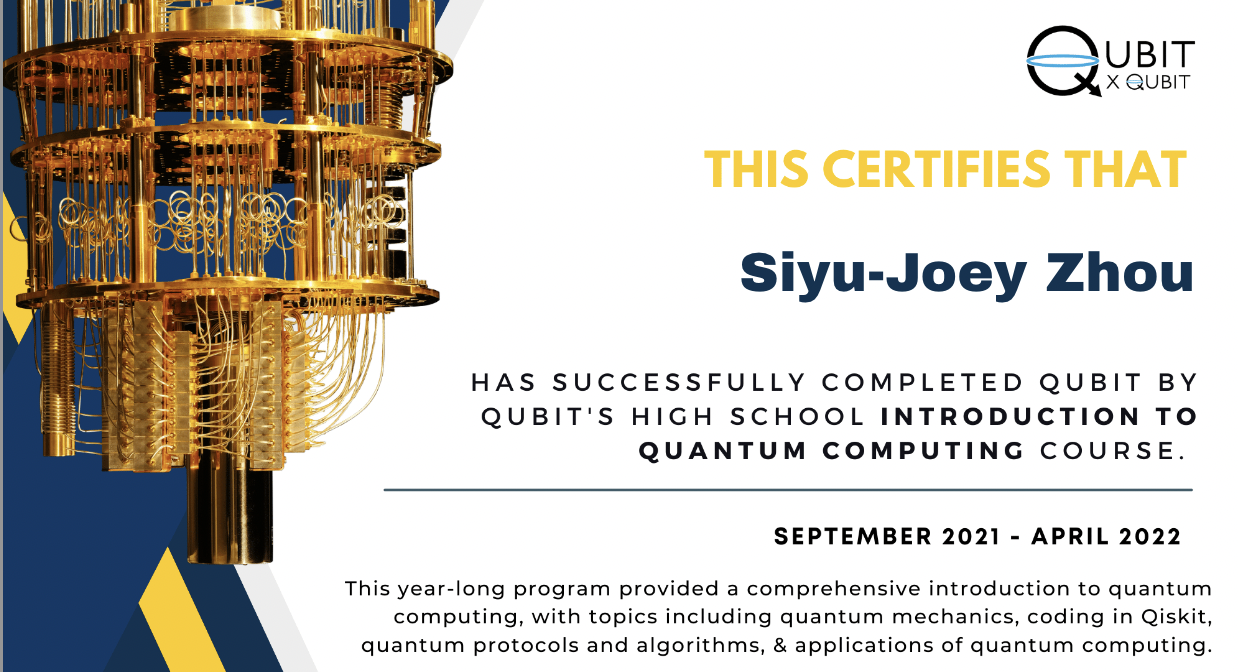 QUBIT
X QUBIT
THIS CERTIFIES THAT
Siyu-Joey Zhou
HAS SUCCESSFULLY COMPLETED QUBIT BY
QUBIT'S HIGH SCHOOL INTRODUCTION TO
QUANTUM COMPUTING COURSE.
SEPTEMBER 2021 - APRIL 2022
This year-long program provided a comprehensive introduction to quantum
computing, with topics including quantum mechanics, coding in Qiskit,
quantum protocols and algorithms, & applications of quantum computing.